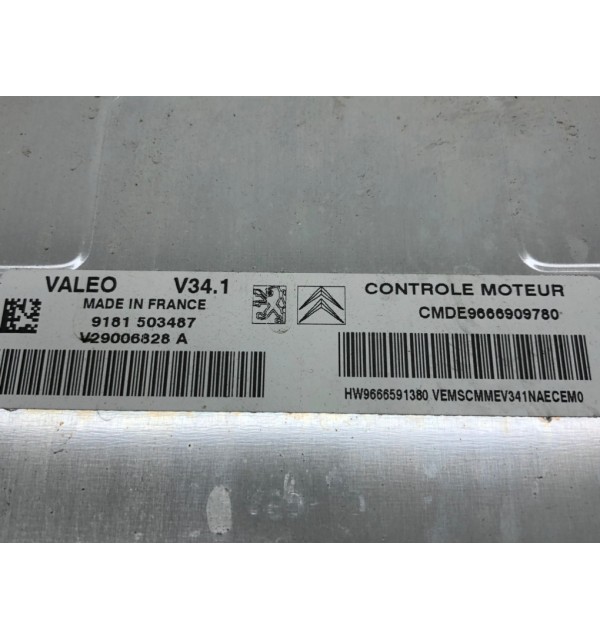 VALEO V34.1
MADE IN FRANCE
9181 503487
V29006828 A
CONTROLE MOTEUR
CMDE9666909780
HW9666591380 VEMSCMMEV341NAECEM0